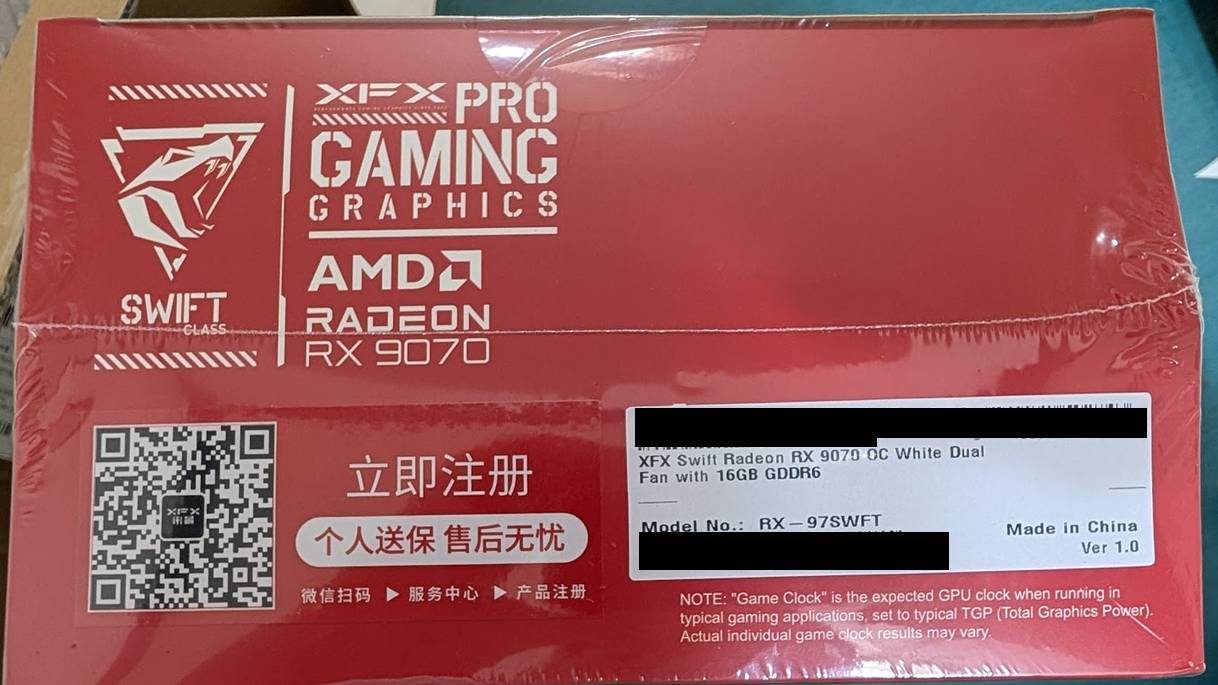 XFX PRO
GAMING
GRAPHICS
AMD
RADEON
RX 9070
SWIFT
CLASS
立即注册
个人送保 售后无忧
微信扫码 ▶ 服务中心 ▶ 产品注册
XFX
讯景
XFX Swift Radeon RX 9070 OC White Dual
Fan with 16GB GDDR6
Model No.: RX-97SWFT
Made in China
Ver 1.0
NOTE: "Game Clock" is the expected GPU clock when running in
typical gaming applications, set to typical TGP (Total Graphics Power).
Actual individual game clock results may vary.